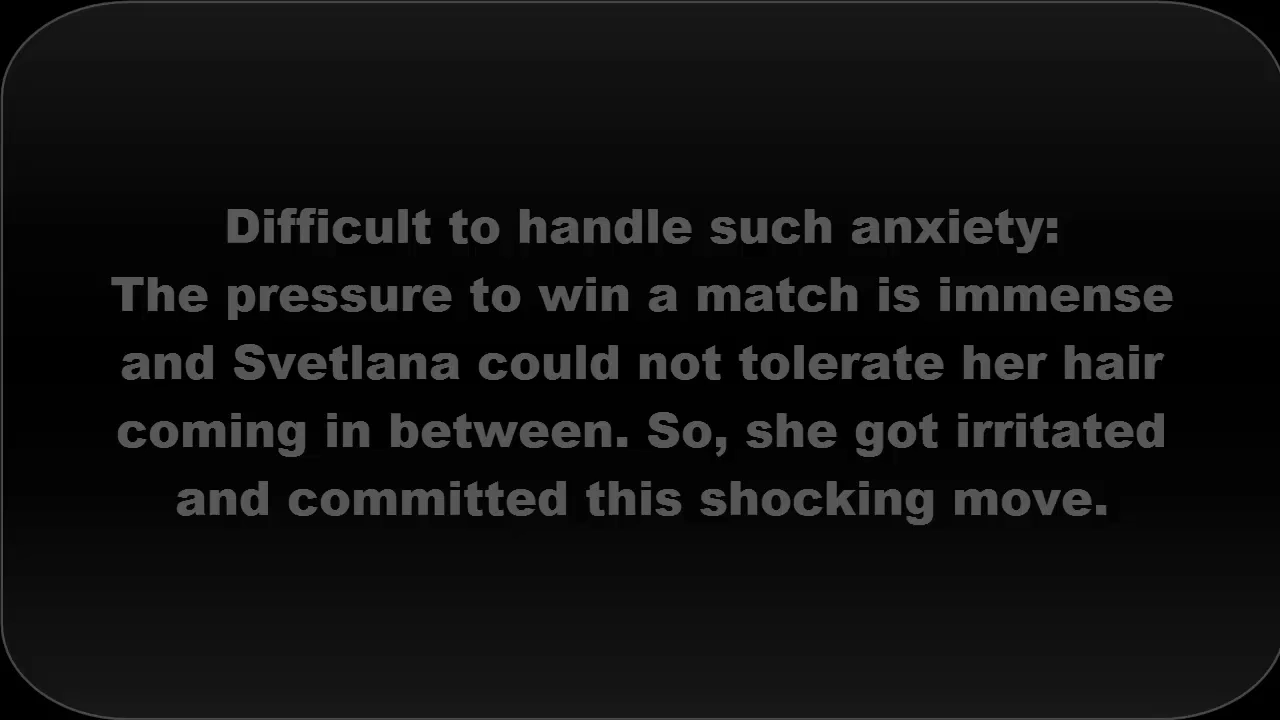 Difficult to handle such anxiety:
The pressure to win a match is immense
and Svetlana could not tolerate her hair
coming in between. So, she got irritated
and committed this shocking move.